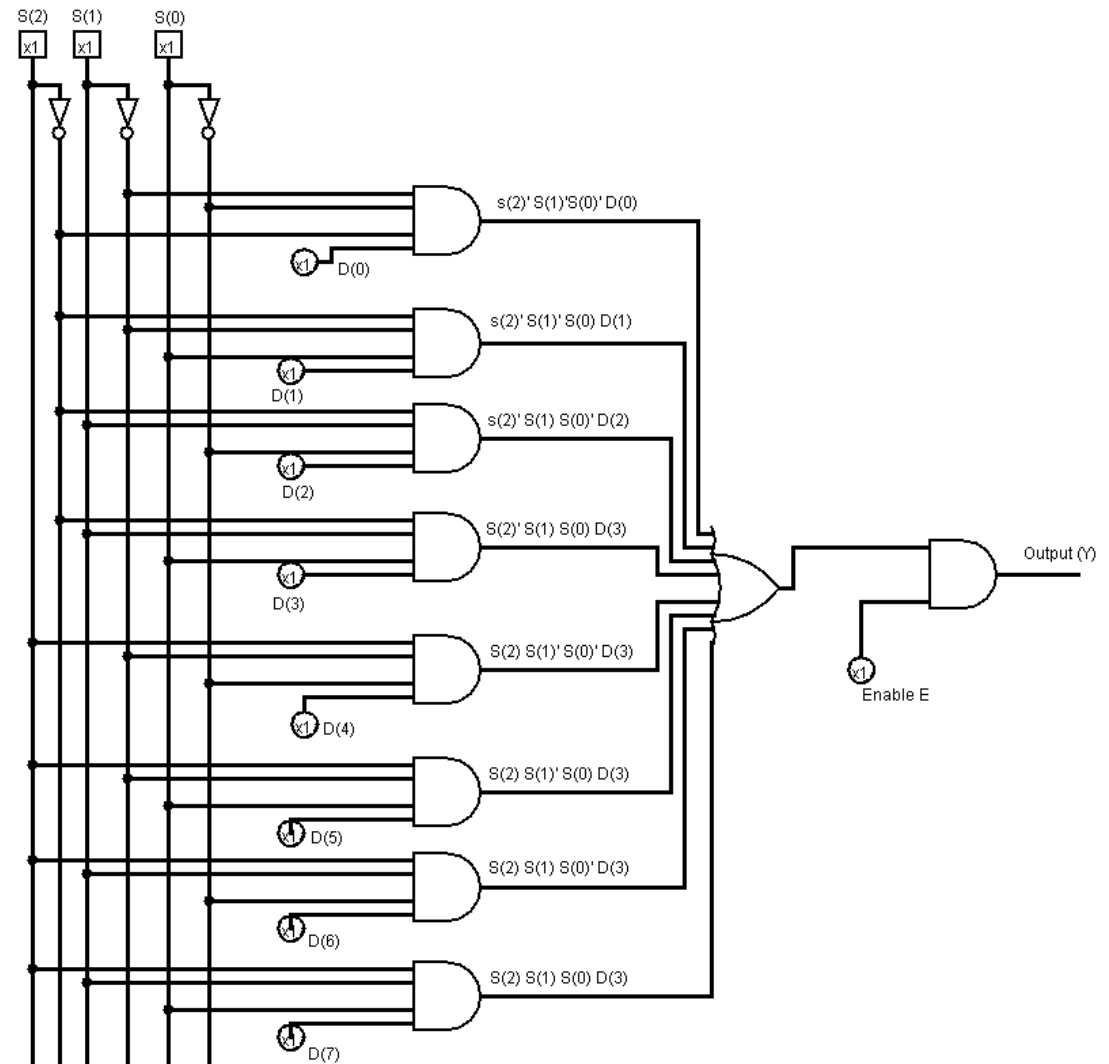 S(2) S(1) S(0)
x1 x1 x1
s(2)' S(1)'S(0)' D(0)
x1 D(0)
s(2)' S(1)' S(0) D(1)
x1
D(1)
s(2)' S(1) S(0)' D(2)
x1
D(2)
S(2)' S(1) S(0) D(3)
x1
D(3)
Output (Y)
x1
Enable E
S(2) S(1)' S(0)' D(3)
x1 D(4)
S(2) S(1)' S(0) D(3)
x1 D(5)
S(2) S(1) S(0)' D(3)
x1 D(6)
S(2) S(1) S(0) D(3)
x1 D(7)